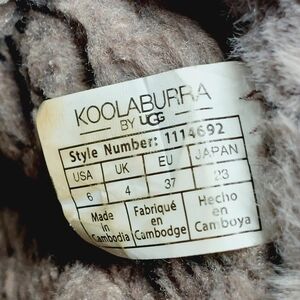 KOOLABURRA
BY UGG
Style Number: 1114692
USA UK EU JAPAN
6 4 37 23
Made in Cambodia
Fabriqué en Cambodge
Hecho en Camboya